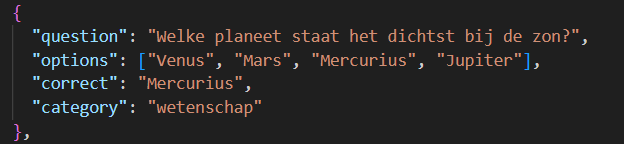 {
"question": "Welke planeet staat het dichtst bij de zon?",
"options": ["Venus", "Mars", "Mercurius", "Jupiter"],
"correct": "Mercurius",
"category": "wetenschap"
},